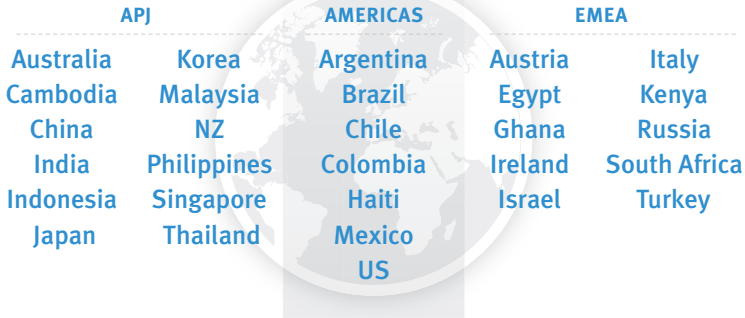 APJ
Australia
Cambodia
China
India
Indonesia
Japan
Korea
Malaysia
NZ
Philippines
Singapore
Thailand
AMERICAS
Argentina
Brazil
Chile
Colombia
Haiti
Mexico
US
EMEA
Austria
Egypt
Ghana
Ireland
Israel
Italy
Kenya
Russia
South Africa
Turkey